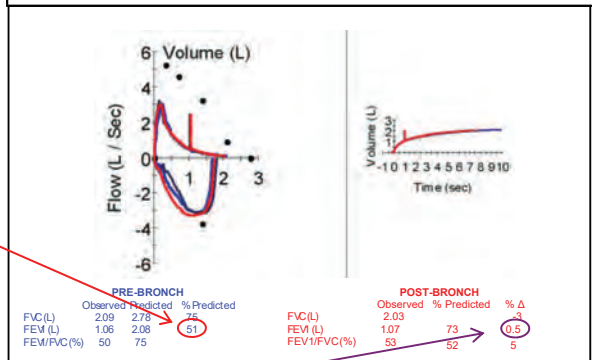 6 Volume (L)
4
2
0 1 2 3
-2
-4
-6
Flow (L / Sec)
Volume (L)
3
2
1
0
-1 0 1 2 3 4 5 6 7 8 9 10
Time (sec)
PRE-BRONCH
Observed Predicted % Predicted
FVC(L) 2.09 2.78 75
FEVI (L) 1.06 2.08 51
FEVI/FVC(%) 50 75
POST-BRONCH
Observed % Predicted % Δ
FVC(L) 2.03 73 -3
FEVI (L) 1.07 52 0.5
FEV1/FVC(%) 53 5